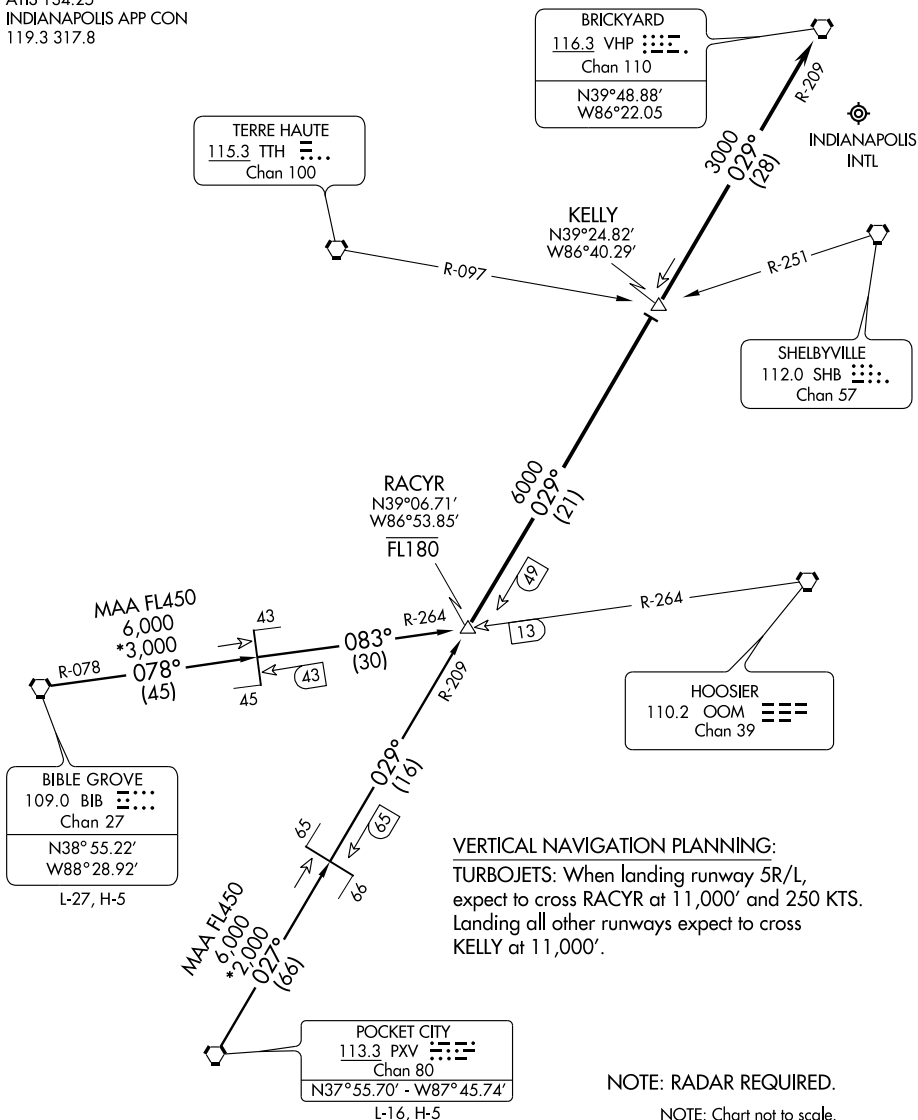 INDIANAPOLIS APP CON
119.3 317.8
BRICKYARD
116.3 VHP
Chan 110
N39°48.88′
W86°22.05
R-209
INDIANAPOLIS
INTL
TERRE HAUTE
115.3 TTH
Chan 100
3000
029°
(28)
KELLY
N39°24.82′
W86°40.29′
R-097
R-251
SHELBYVILLE
112.0 SHB
Chan 57
6000
029°
(21)
RACYR
N39°06.71′
W86°53.85′
FL180
49
MAA FL450
6,000
*3,000
R-078
078°
(45)
43
45
43
083°
(30)
R-264
13
R-264
R-209
HOOSIER
110.2 OOM
Chan 39
BIBLE GROVE
109.0 BIB
Chan 27
N38°55.22′
W88°28.92′
L-27, H-5
029°
(16)
65
65
66
MAA FL450
6,000
*2,000
027°
(66)
VERTICAL NAVIGATION PLANNING:
TURBOJETS: When landing runway 5R/L,
expect to cross RACYR at 11,000′ and 250 KTS.
Landing all other runways expect to cross
KELLY at 11,000′.
POCKET CITY
113.3 PXV
Chan 80
N37°55.70′ - W87°45.74′
L-16, H-5
NOTE: RADAR REQUIRED.
NOTE: Chart not to scale.